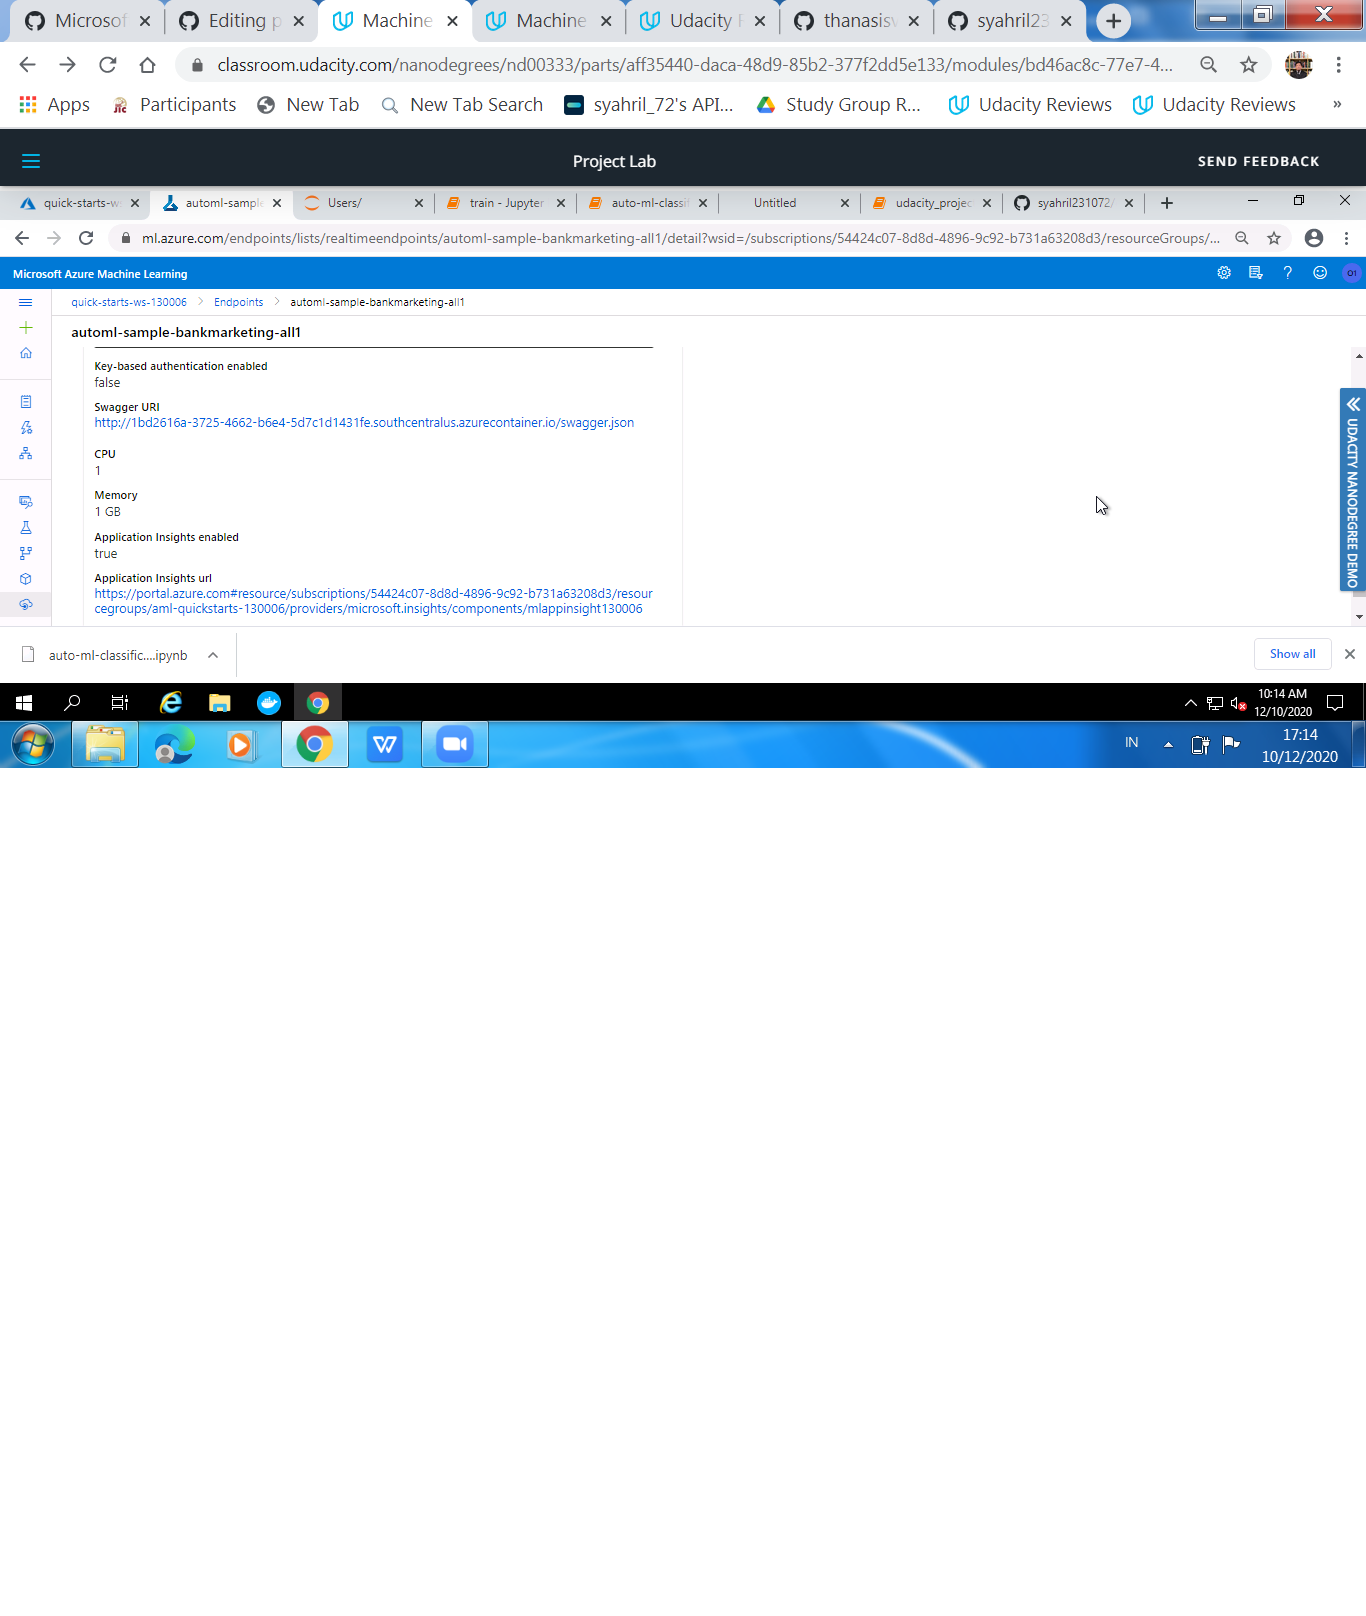 Microsof
Editing p
Machine
Machine
Udacity R
thanasisv
syahril23
classroom.udacity.com/nanodegrees/nd00333/parts/aff35440-daca-48d9-85b2-377f2dd5e133/modules/bd46ac8c-77e7-4...
Apps
Participants
New Tab
New Tab Search
syahril_72's API...
Study Group R...
Udacity Reviews
Udacity Reviews
»
Project Lab
SEND FEEDBACK
quick-starts-ws
automl-sample
Users/
train - Jupyter
auto-ml-classif
Untitled
udacity_projec
syahril231072/
ml.azure.com/endpoints/lists/realtimeendpoints/automl-sample-bankmarketing-all1/detail?wsid=/subscriptions/54424c07-8d8d-4896-9c92-b731a63208d3/resourceGroups/...
Microsoft Azure Machine Learning
O1
quick-starts-ws-130006 > Endpoints > automl-sample-bankmarketing-all1
automl-sample-bankmarketing-all1
Key-based authentication enabled
false
Swagger URI
http://1bd2616a-3725-4662-b6e4-5d7c1d1431fe.southcentralus.azurecontainer.io/swagger.json
CPU
1
Memory
1 GB
Application Insights enabled
true
Application Insights url
https://portal.azure.com#resource/subscriptions/54424c07-8d8d-4896-9c92-b731a63208d3/resour
cegroups/aml-quickstarts-130006/providers/microsoft.insights/components/mlappinsight130006
UDACITY NANODEGREE DEMO
auto-ml-classific....ipynb
Show all
10:14 AM
12/10/2020
IN
17:14
10/12/2020